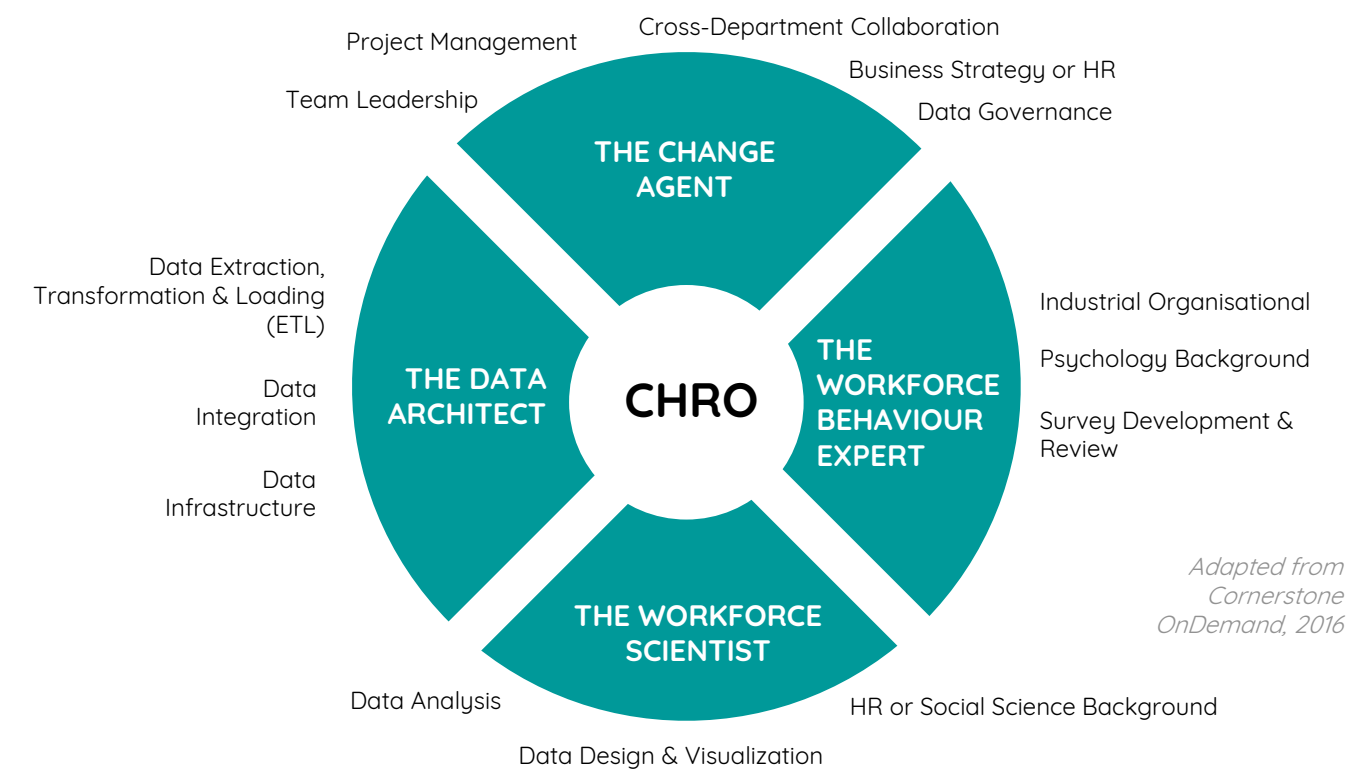 Cross-Department Collaboration
Project Management
Business Strategy or HR
Team Leadership
Data Governance
THE CHANGE
AGENT
Data Extraction,
Transformation & Loading
(ETL)
Data
Integration
Data
Infrastructure
THE DATA
ARCHITECT
CHRO
THE
WORKFORCE
BEHAVIOUR
EXPERT
Industrial Organisational
Psychology Background
Survey Development &
Review
Adapted from
Cornerstone
OnDemand, 2016
THE WORKFORCE
SCIENTIST
Data Analysis
HR or Social Science Background
Data Design & Visualization